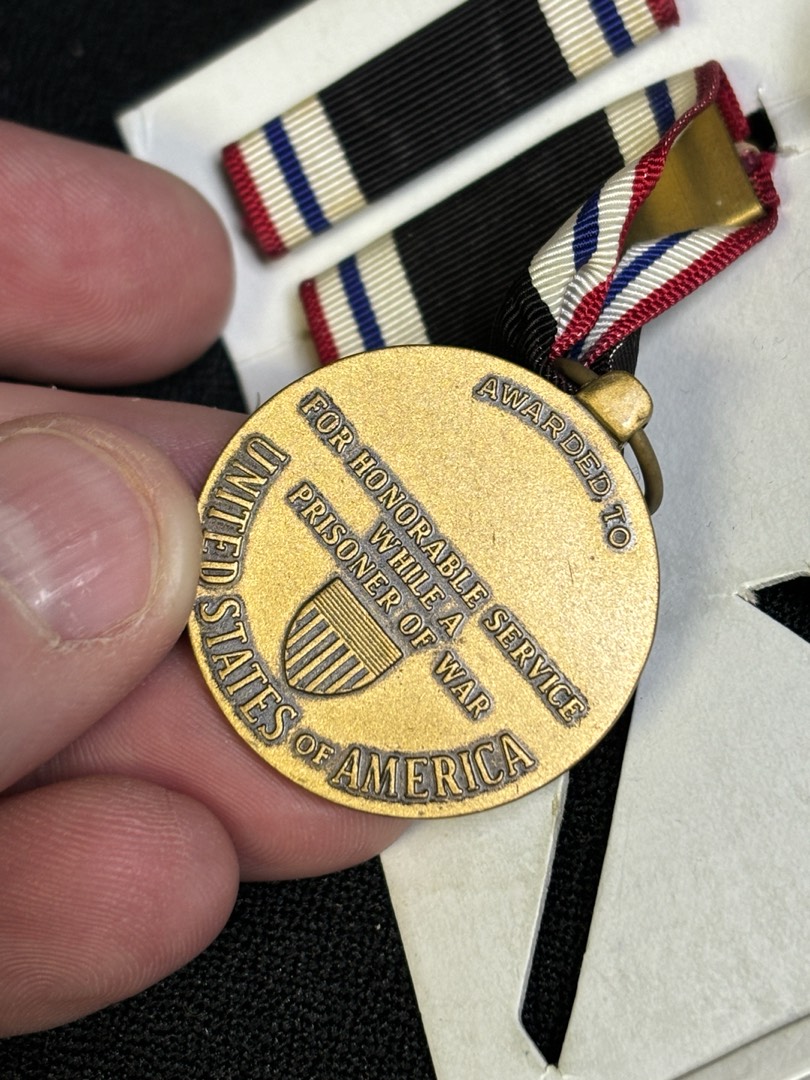 AWARDED TO
FOR HONORABLE SERVICE
WHILE A
PRISONER OF WAR
UNITED STATES OF AMERICA